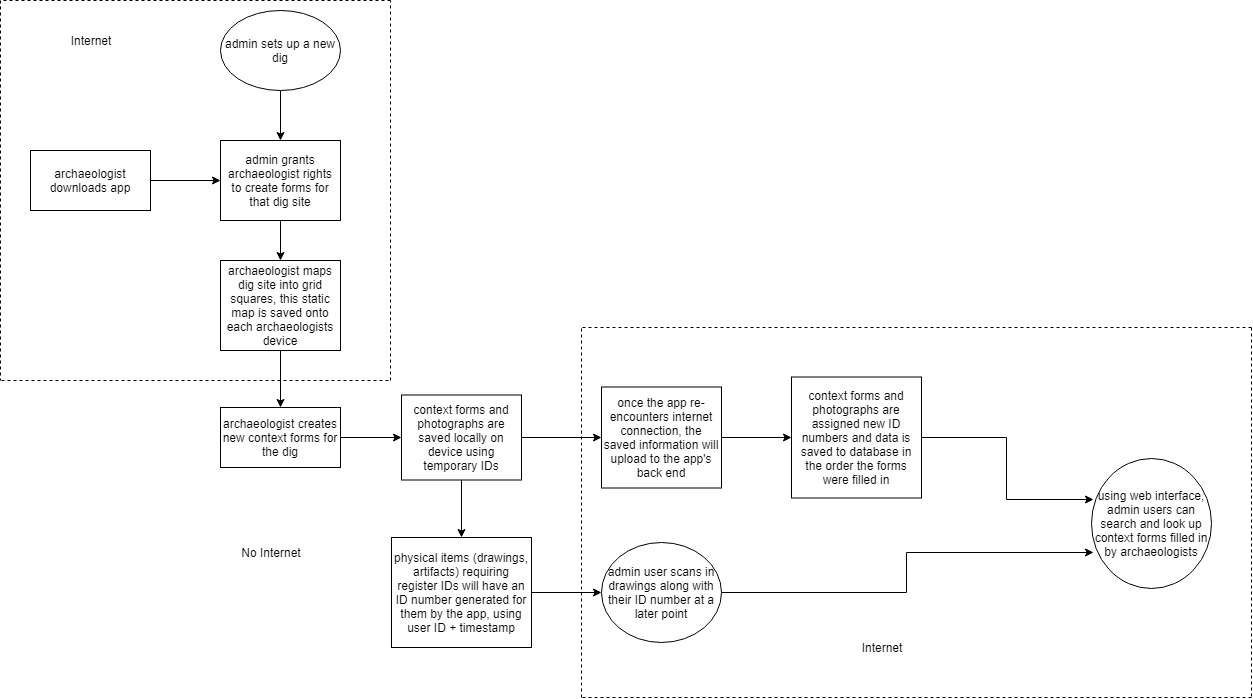 Internet
admin sets up a new
dig
archaeologist
downloads app
admin grants
archaeologist rights
to create forms for
that dig site
archaeologist maps
dig site into grid
squares, this static
map is saved onto
each archaeologists
device
archaeologist creates
new context forms for
the dig
context forms and
photographs are
saved locally on
device using
temporary IDs
once the app re-
encounters internet
connection, the
saved information will
upload to the app's
back end
context forms and
photographs are
assigned new ID
numbers and data is
saved to database in
the order the forms
were filled in
using web interface,
admin users can
search and look up
context forms filled in
by archaeologists
No Internet
physical items (drawings,
artifacts) requiring
register IDs will have an
ID number generated for
them by the app, using
user ID + timestamp
admin user scans in
drawings along with
their ID number at a
later point
Internet